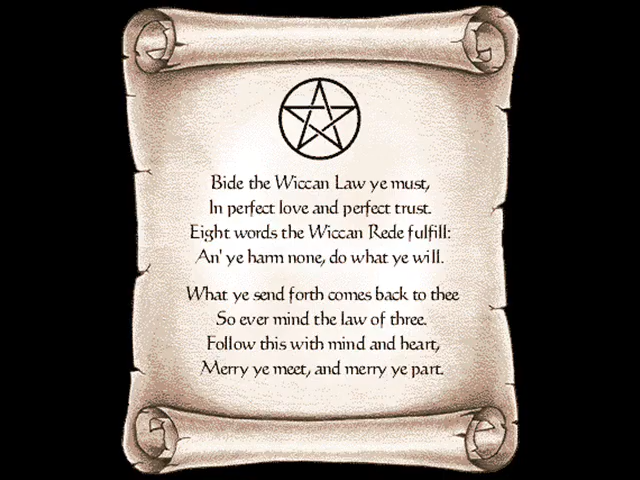 Bide the Wiccan Law ye must,
In perfect love and perfect trust.
Eight words the Wiccan Rede fulfill:
An' ye harm none, do what ye will.
What ye send forth comes back to thee
So ever mind the law of three.
Follow this with mind and heart,
Merry ye meet, and merry ye part.